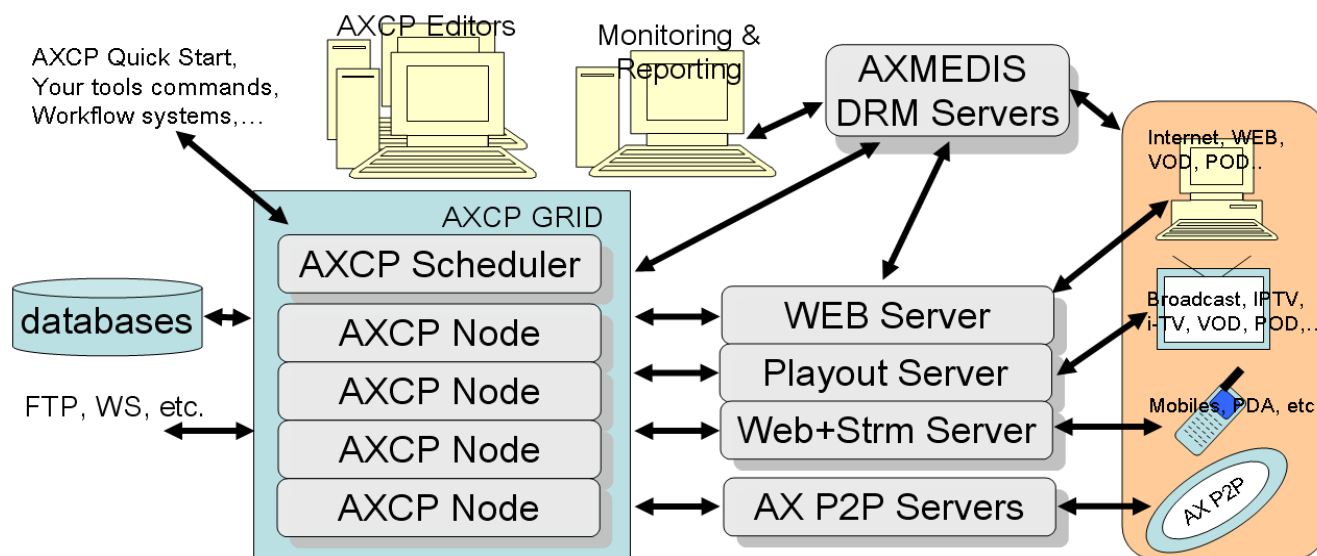 AXCP Quick Start,
Your tools commands,
Workflow systems,...
AXCP Editors
Monitoring &
Reporting
AXMEDIS
DRM Servers
AXCP GRID
AXCP Scheduler
AXCP Node
AXCP Node
AXCP Node
AXCP Node
databases
FTP, WS, etc.
WEB Server
Playout Server
Web+Strm Server
AX P2P Servers
Internet, WEB,
VOD, POD..
Broadcast, IPTV,
i-TV, VOD, POD,..
Mobiles, PDA, etc
AX P2P